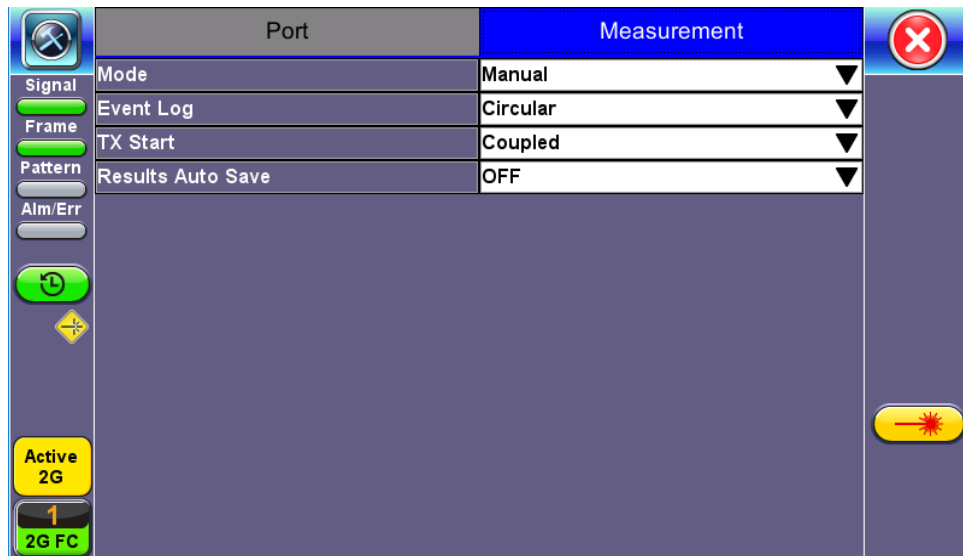 Port
Measurement
Signal
Frame
Pattern
Alm/Err
Mode
Manual
Event Log
Circular
TX Start
Coupled
Results Auto Save
OFF
Active
2G
1
2G FC